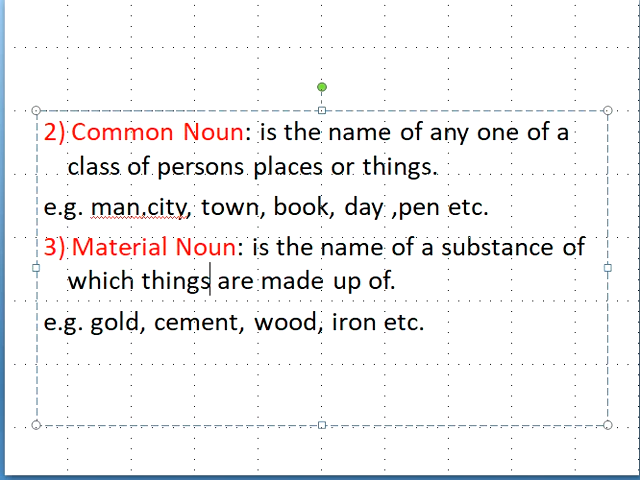 2) Common Noun: is the name of any one of a
class of persons places or things.
e.g. man,city, town, book, day ,pen etc.
3) Material Noun: is the name of a substance of
which things are made up of.
e.g. gold, cement, wood, iron etc.